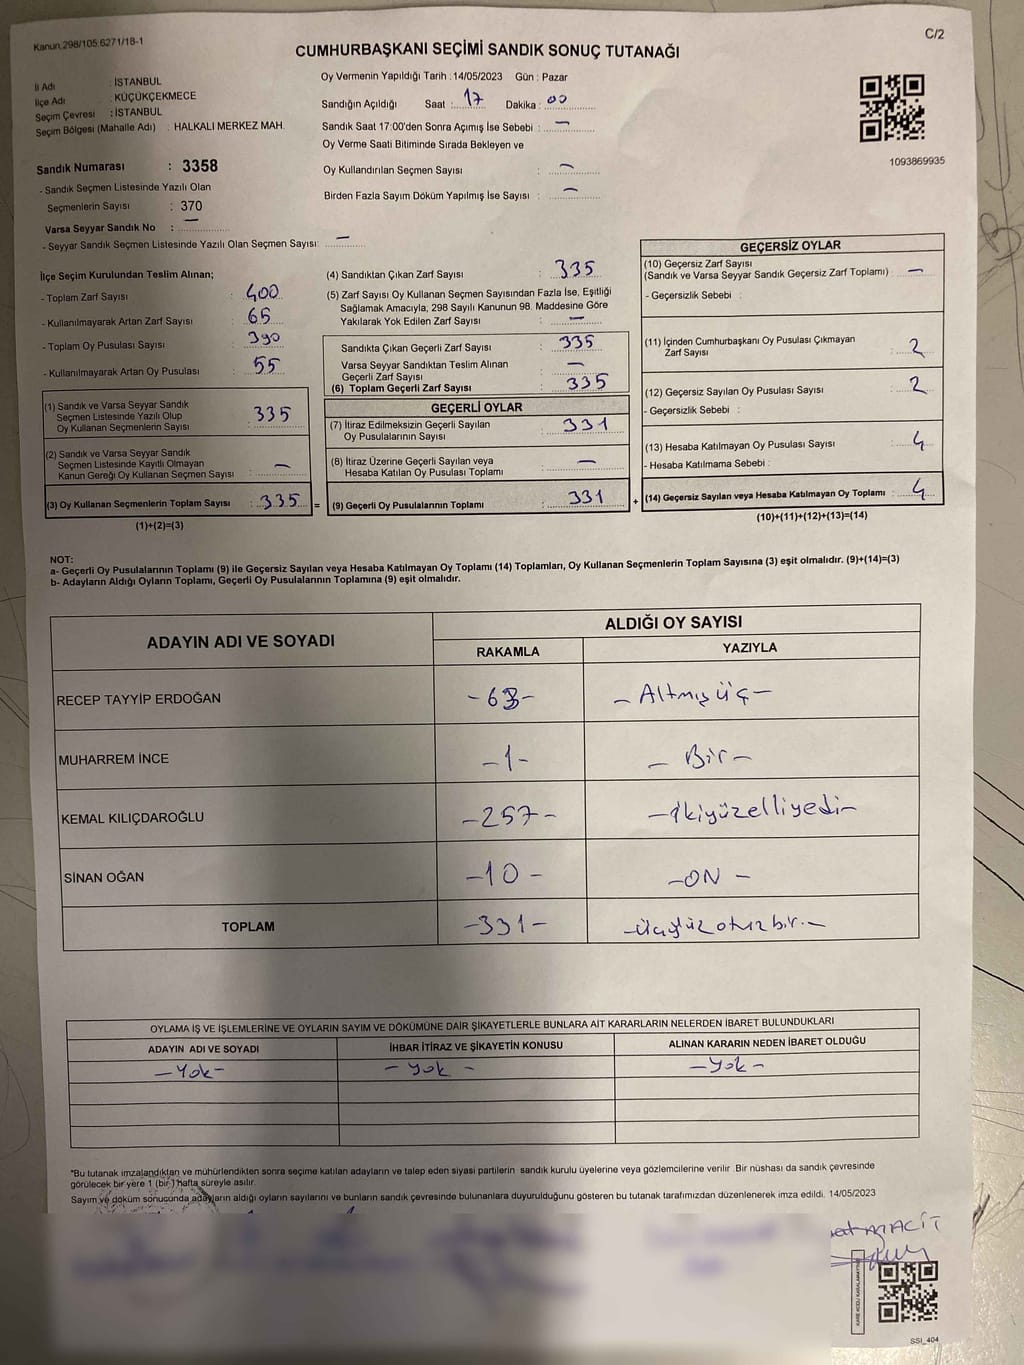 Kanun:298/105:6271/18-1
C/2
CUMHURBAŞKANI SEÇİMİ SANDIK SONUÇ TUTANAĞI
İli Adı : İSTANBUL
İlçe Adı : KÜÇÜKÇEKMECE
Seçim Çevresi : İSTANBUL
Seçim Bölgesi (Mahalle Adı) : HALKALI MERKEZ MAH.
Sandık Numarası : 3358
- Sandık Seçmen Listesinde Yazılı Olan
Seçmenlerin Sayısı : 370
Varsa Seyyar Sandık No : —
- Seyyar Sandık Seçmen Listesinde Yazılı Olan Seçmen Sayısı: —
Oy Vermenin Yapıldığı Tarih : 14/05/2023 Gün : Pazar
Sandığın Açıldığı Saat : 17 Dakika : 00
Sandık Saat 17:00'den Sonra Açımış İse Sebebi : —
Oy Verme Saati Bitiminde Sırada Bekleyen ve
Oy Kullandırılan Seçmen Sayısı : —
Birden Fazla Sayım Döküm Yapılmış İse Sayısı : —
1093869935
İlçe Seçim Kurulundan Teslim Alınan;
- Toplam Zarf Sayısı : 400
- Kullanılmayarak Artan Zarf Sayısı : 65
- Toplam Oy Pusulası Sayısı : 390
- Kullanılmayarak Artan Oy Pusulası : 55
(1) Sandık ve Varsa Seyyar Sandık
Seçmen Listesinde Yazılı Olup
Oy Kullanan Seçmenlerin Sayısı : 335
(2) Sandık ve Varsa Seyyar Sandık
Seçmen Listesinde Kayıtlı Olmayan
Kanun Gereği Oy Kullanan Seçmen Sayısı : —
(3) Oy Kullanan Seçmenlerin Toplam Sayısı : 335 =
(1)+(2)=(3)
(4) Sandıktan Çıkan Zarf Sayısı : 335
(5) Zarf Sayısı Oy Kullanan Seçmen Sayısından Fazla İse, Eşitliği
Sağlamak Amacıyla, 298 Sayılı Kanunun 98. Maddesine Göre
Yakılarak Yok Edilen Zarf Sayısı : —
Sandıkta Çıkan Geçerli Zarf Sayısı : 335
Varsa Seyyar Sandıktan Teslim Alınan
Geçerli Zarf Sayısı : —
(6) Toplam Geçerli Zarf Sayısı : 335
GEÇERLİ OYLAR
(7) İtiraz Edilmeksizin Geçerli Sayılan
Oy Pusulalarının Sayısı : 331
(8) İtiraz Üzerine Geçerli Sayılan veya
Hesaba Katılan Oy Pusulası Toplamı : —
(9) Geçerli Oy Pusulalarının Toplamı : 331 +
GEÇERSİZ OYLAR
(10) Geçersiz Zarf Sayısı
(Sandık ve Varsa Seyyar Sandık Geçersiz Zarf Toplamı) : —
- Geçersizlik Sebebi :
(11) İçinden Cumhurbaşkanı Oy Pusulası Çıkmayan
Zarf Sayısı : 2
(12) Geçersiz Sayılan Oy Pusulası Sayısı : 2
- Geçersizlik Sebebi :
(13) Hesaba Katılmayan Oy Pusulası Sayısı : 4
- Hesaba Katılmama Sebebi :
(14) Geçersiz Sayılan veya Hesaba Katılmayan Oy Toplamı : 4
(10)+(11)+(12)+(13)=(14)
NOT:
a- Geçerli Oy Pusulalarının Toplamı (9) ile Geçersiz Sayılan veya Hesaba Katılmayan Oy Toplamı (14) Toplamları, Oy Kullanan Seçmenlerin Toplam Sayısına (3) eşit olmalıdır. (9)+(14)=(3)
b- Adayların Aldığı Oyların Toplamı, Geçerli Oy Pusulalarının Toplamına (9) eşit olmalıdır.
ADAYIN ADI VE SOYADI
ALDIĞI OY SAYISI
RAKAMLA YAZIYLA
RECEP TAYYİP ERDOĞAN -63- - Altmış üç -
MUHARREM İNCE -1- - Bir -
KEMAL KILIÇDAROĞLU -257- - ikiyüzelliyedi -
SİNAN OĞAN -10- -ON -
TOPLAM -331- -üçyüz otuz bir.-
OYLAMA İŞ VE İŞLEMLERİNE VE OYLARIN SAYIM VE DÖKÜMÜNE DAİR ŞİKAYETLERLE BUNLARA AİT KARARLARIN NELERDEN İBARET BULUNDUKLARI
ADAYIN ADI VE SOYADI İHBAR İTİRAZ VE ŞİKAYETİN KONUSU ALINAN KARARIN NEDEN İBARET OLDUĞU
-Yok- - Yok - - Yok -
*Bu tutanak imzalandıktan ve mühürlendikten sonra seçime katılan adayların ve talep eden siyasi partilerin sandık kurulu üyelerine veya gözlemcilerine verilir. Bir nüshası da sandık çevresinde
görülecek bir yere 1 (bir) hafta süreyle asılır.
Sayım ve döküm sonucunda adayların aldığı oyların sayılarını ve bunların sandık çevresinde bulunanlara duyurulduğunu gösteren bu tutanak tarafımızdan düzenlenerek imza edildi. 14/05/2023
MACİT
KARE KODU KARALAMAYINIZ
SSI_404